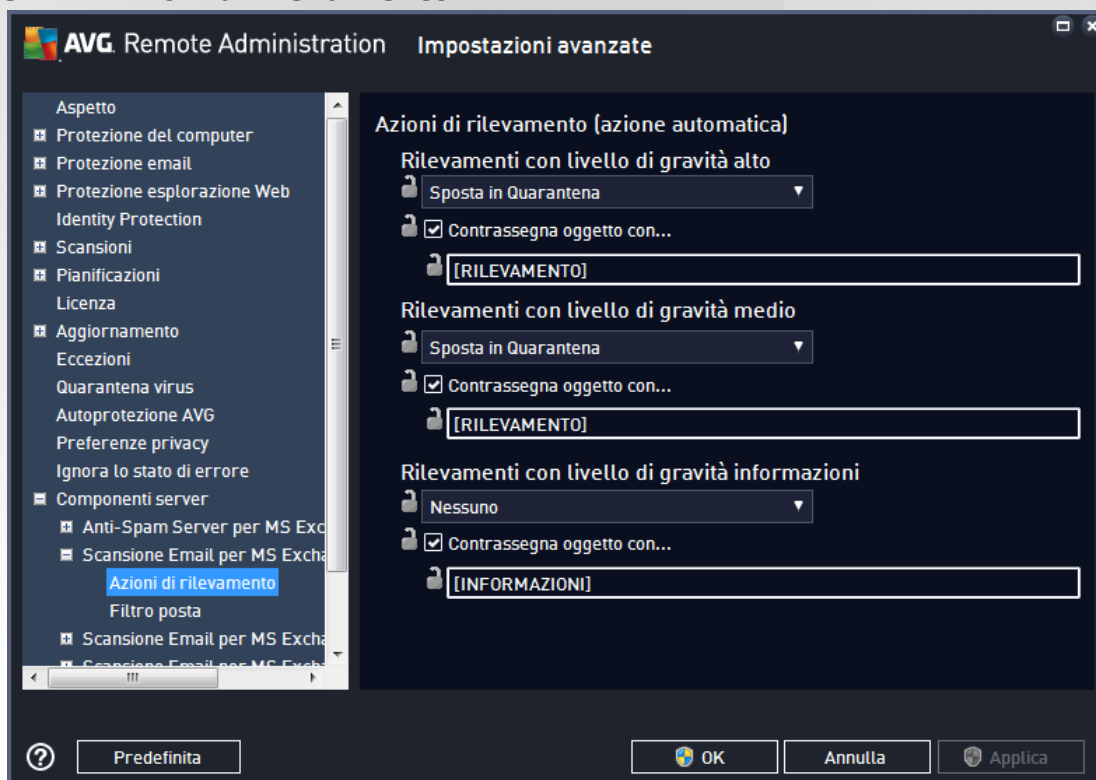 AVG. Remote Administration Impostazioni avanzate
Aspetto
Protezione del computer
Protezione email
Protezione esplorazione Web
Identity Protection
Scansioni
Pianificazioni
Licenza
Aggiornamento
Eccezioni
Quarantena virus
Autoprotezione AVG
Preferenze privacy
Ignora lo stato di errore
Componenti server
Anti-Spam Server per MS Exc
Scansione Email per MS Excha
Azioni di rilevamento
Filtro posta
Scansione Email per MS Excha
Scansione Email per MS Excha
Azioni di rilevamento (azione automatica)
Rilevamenti con livello di gravità alto
Sposta in Quarantena
Contrassegna oggetto con...
[RILEVAMENTO]
Rilevamenti con livello di gravità medio
Sposta in Quarantena
Contrassegna oggetto con...
[RILEVAMENTO]
Rilevamenti con livello di gravità informazioni
Nessuno
Contrassegna oggetto con...
[INFORMAZIONI]
Predefinita
OK
Annulla
Applica